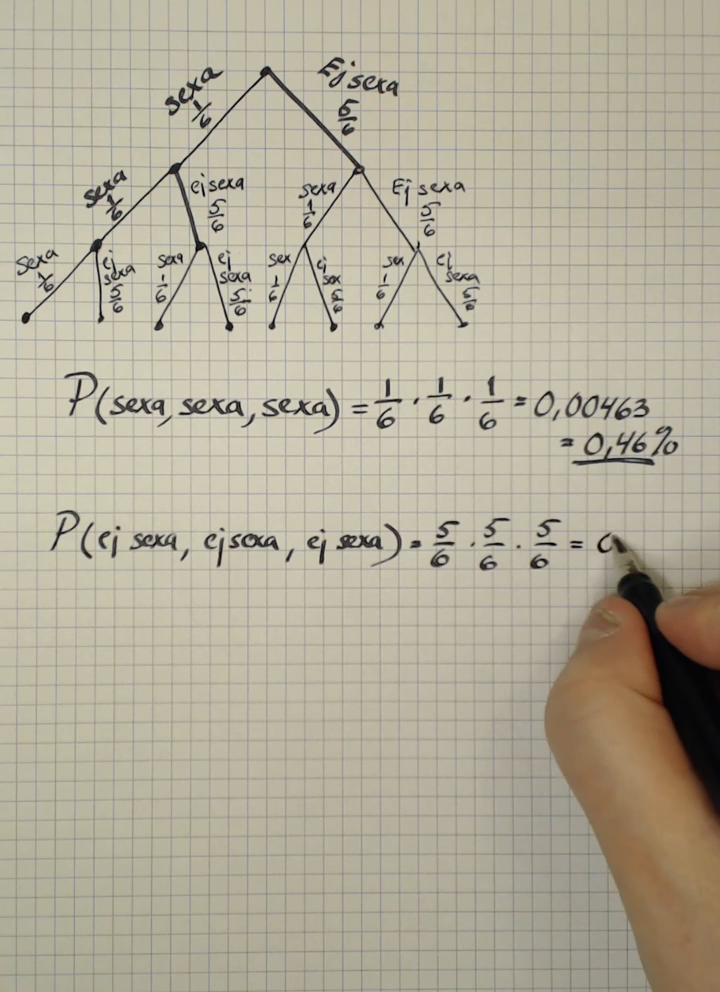 sexa Ej sexa
1/6 5/6
sexa ej sexa sexa Ej sexa
1/6 5/6 1/6 5/6
sexa ej sexa sexa ej sexa sex ej sex sex ej sexa
1/6 5/6 1/6 5/6 1/6 5/6 1/6 5/6
P(sexa, sexa, sexa) = 1/6 · 1/6 · 1/6 = 0,00463
= 0,46%
P(ej sexa, ej sexa, ej sexa) = 5/6 · 5/6 · 5/6 =